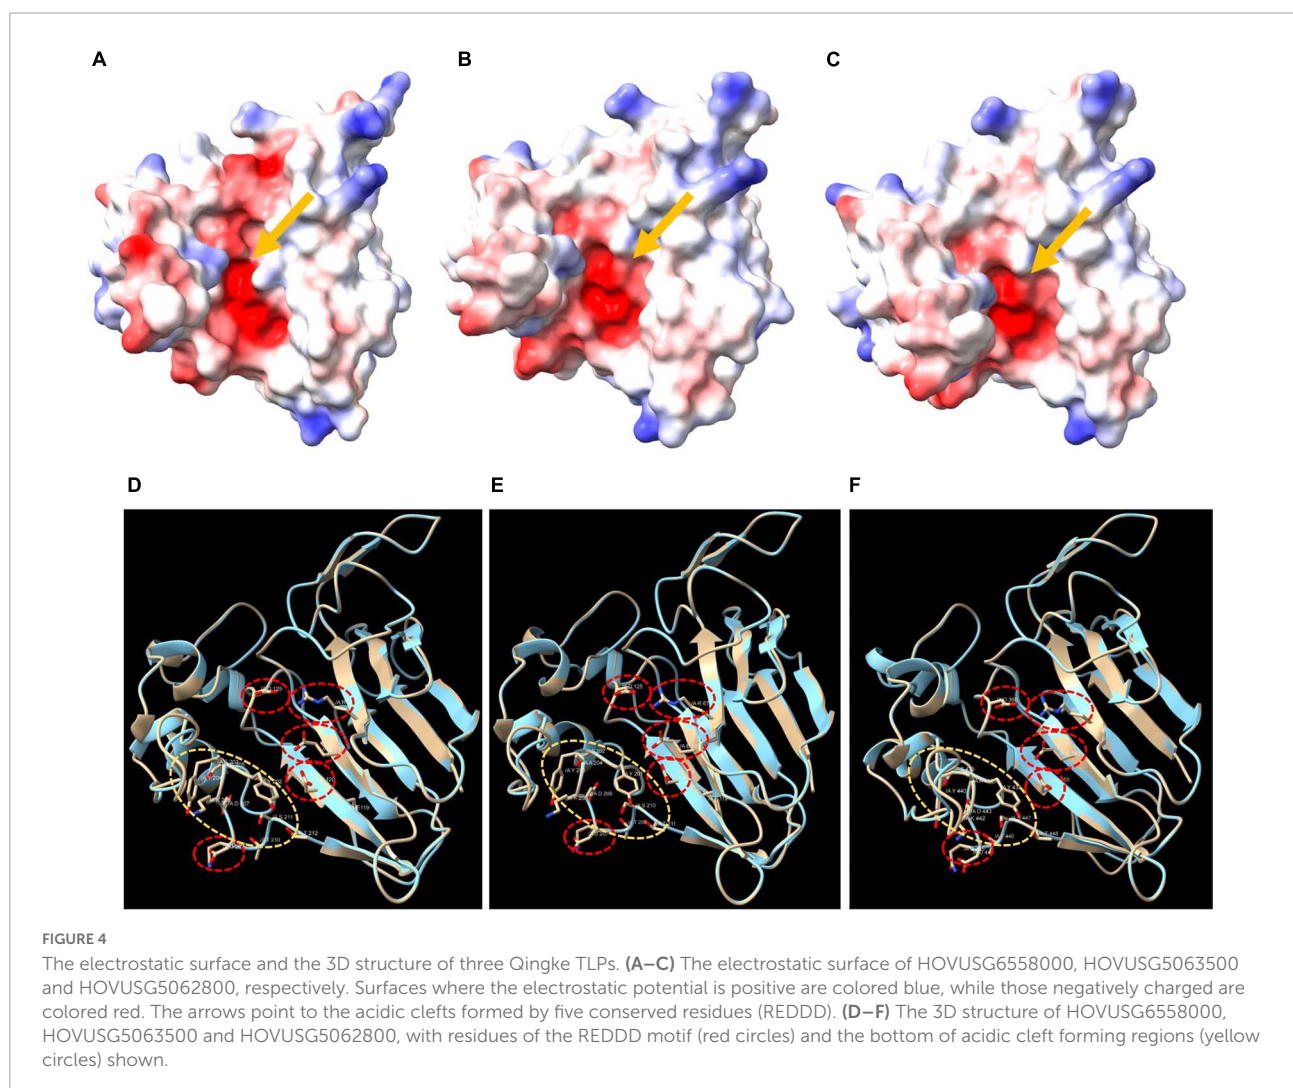 A
B
C
D
E
F
FIGURE 4
The electrostatic surface and the 3D structure of three Qingke TLPs. (A–C) The electrostatic surface of HOVUSG6558000, HOVUSG5063500
and HOVUSG5062800, respectively. Surfaces where the electrostatic potential is positive are colored blue, while those negatively charged are
colored red. The arrows point to the acidic clefts formed by five conserved residues (REDDD). (D–F) The 3D structure of HOVUSG6558000,
HOVUSG5063500 and HOVUSG5062800, with residues of the REDDD motif (red circles) and the bottom of acidic cleft forming regions (yellow
circles) shown.